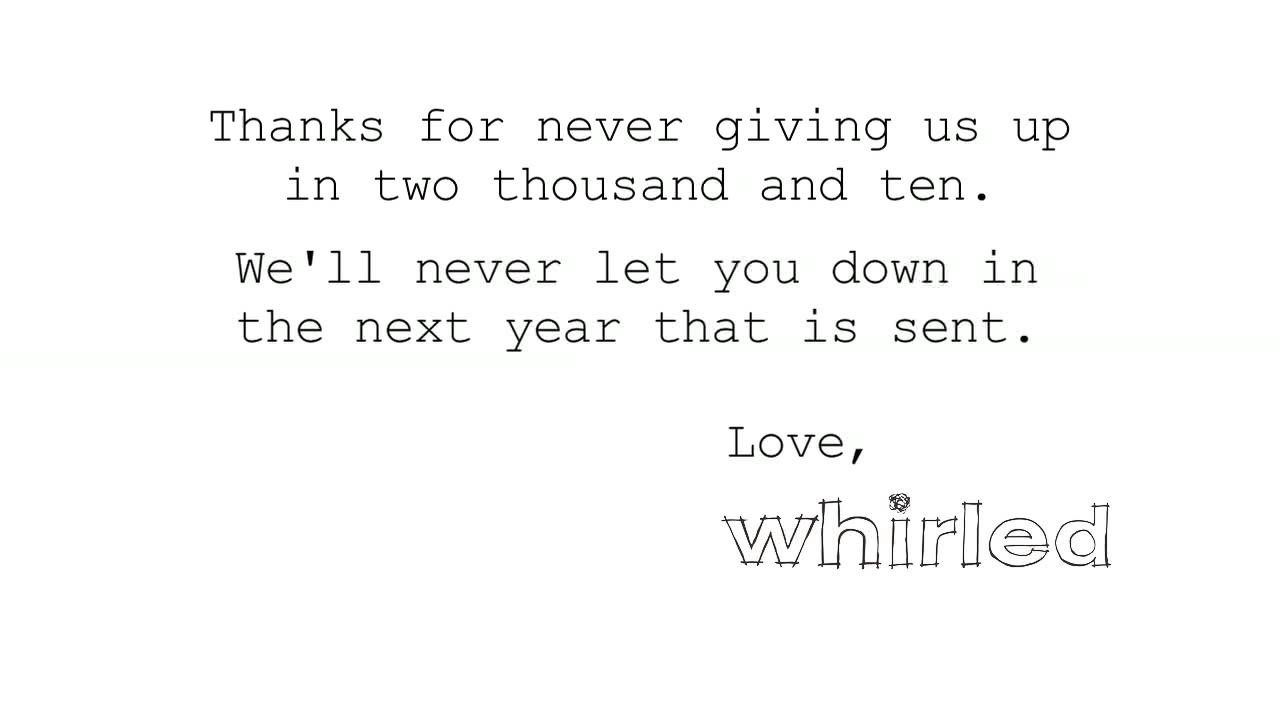 Thanks for never giving us up
in two thousand and ten.
We'll never let you down in
the next year that is sent.
Love,
whirled